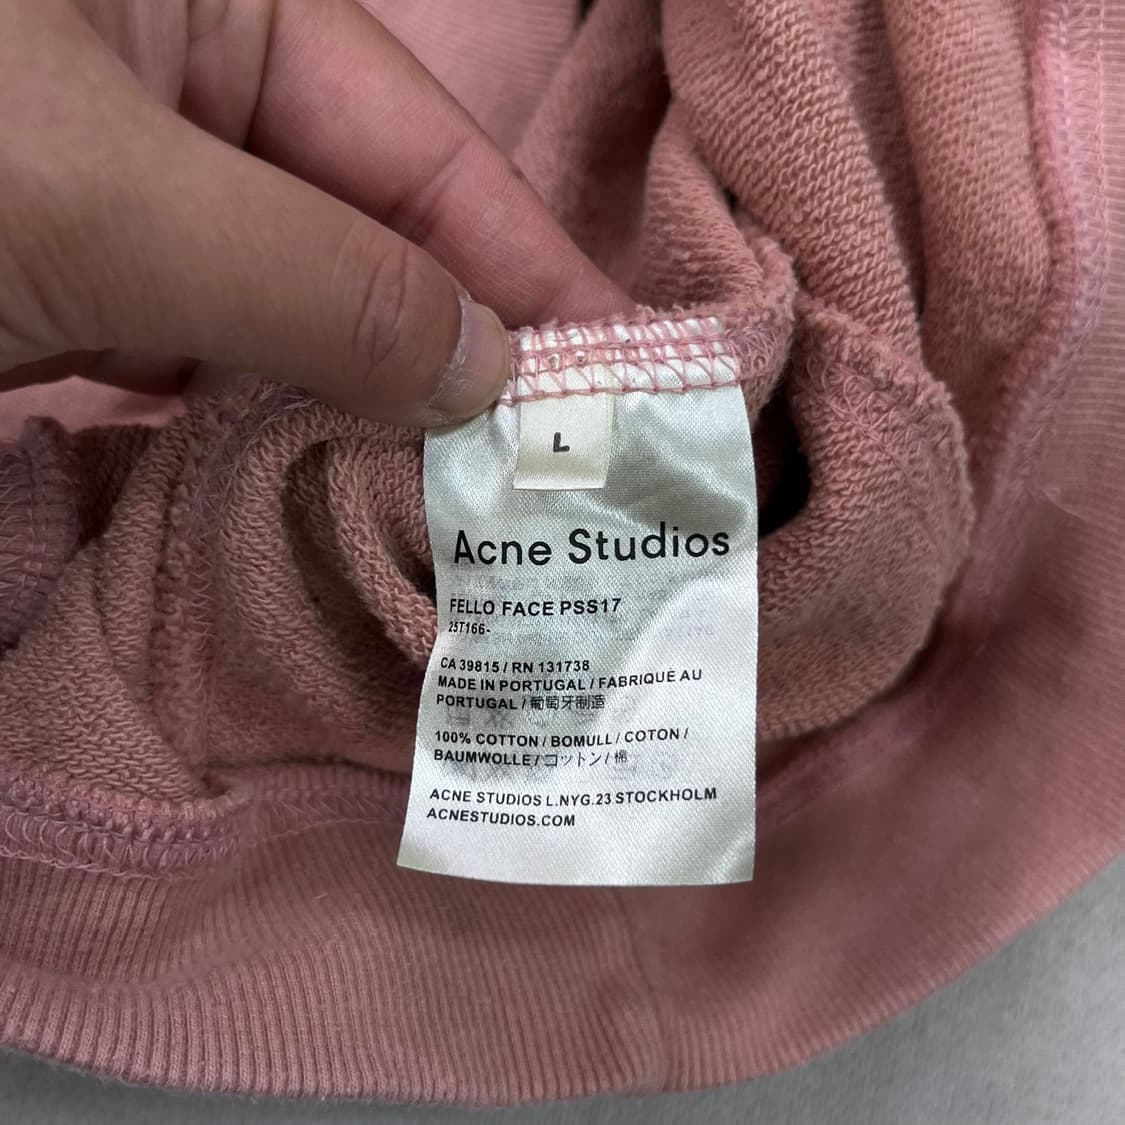 L
Acne Studios
FELLO FACE PSS17
25T166-
CA 39815 / RN 131738
MADE IN PORTUGAL / FABRIQUÉ AU
PORTUGAL / 葡萄牙制造
100% COTTON / BOMULL / COTON /
BAUMWOLLE / コットン / 棉
ACNE STUDIOS L.NYG.23 STOCKHOLM
ACNESTUDIOS.COM